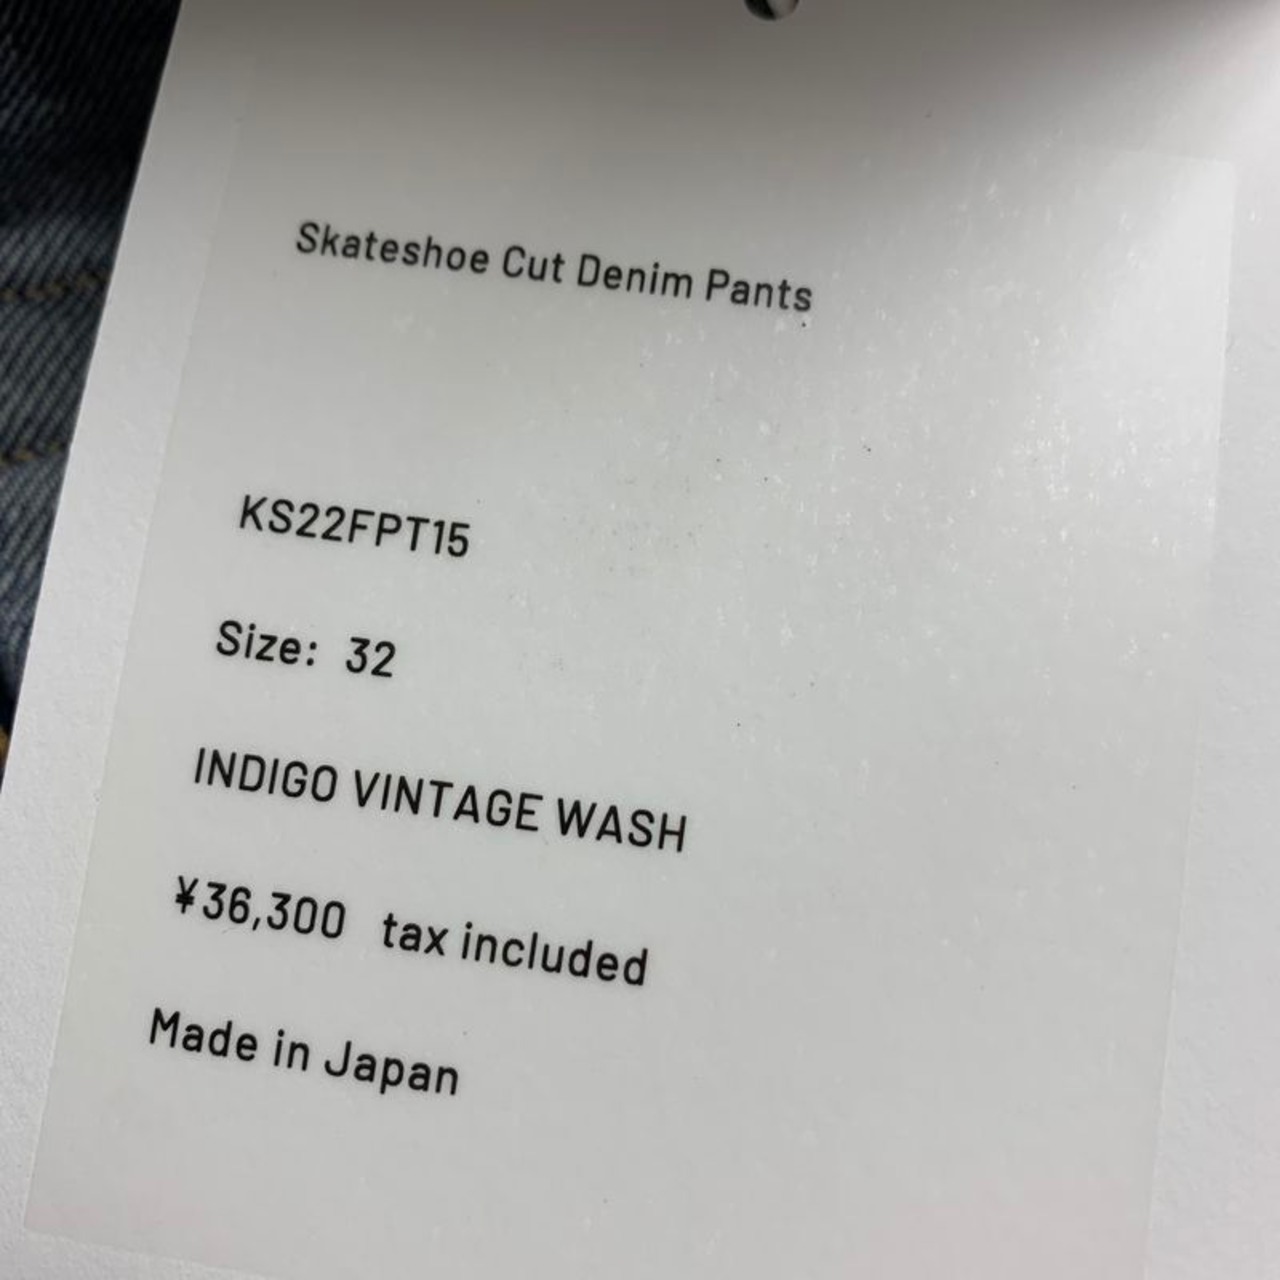 Skateshoe Cut Denim Pants
KS22FPT15
Size: 32
INDIGO VINTAGE WASH
¥36,300 tax included
Made in Japan